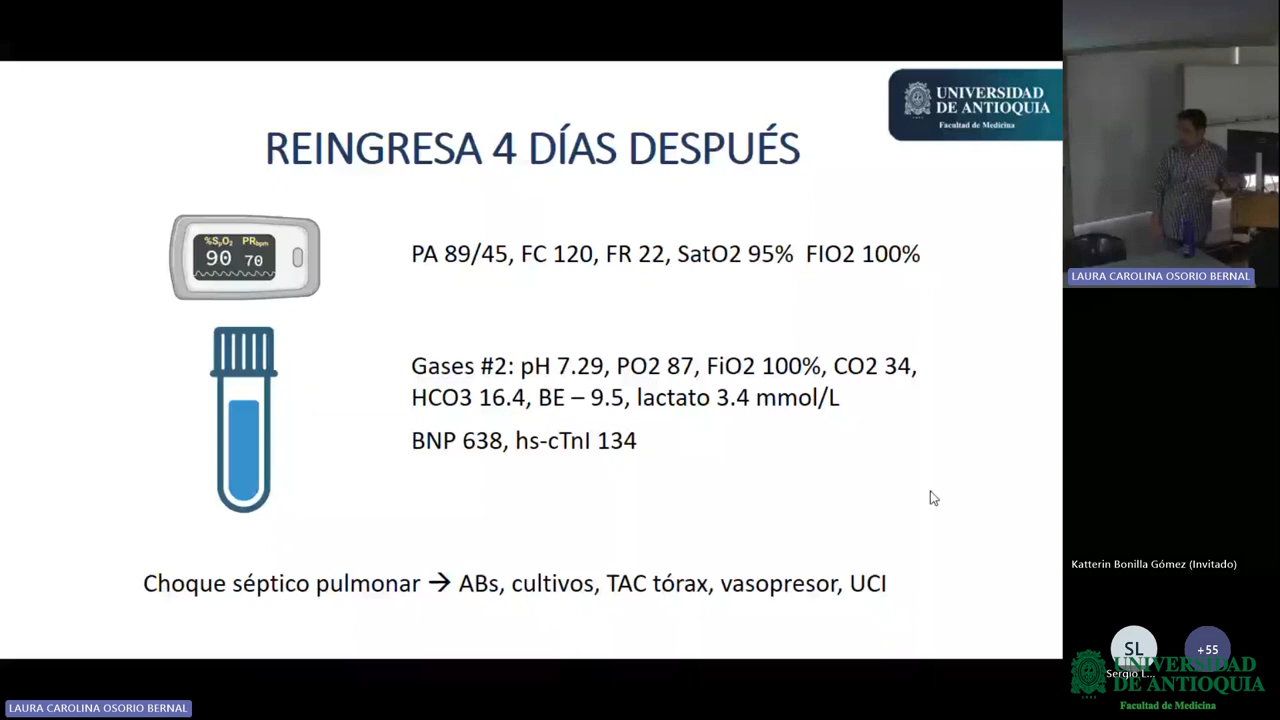 UNIVERSIDAD
DE ANTIOQUIA
Facultad de Medicina
REINGRESA 4 DÍAS DESPUÉS
%SpO2 PRbpm
90 70
PA 89/45, FC 120, FR 22, SatO2 95% FIO2 100%
Gases #2: pH 7.29, PO2 87, FiO2 100%, CO2 34,
HCO3 16.4, BE – 9.5, lactato 3.4 mmol/L
BNP 638, hs-cTnI 134
Choque séptico pulmonar → ABs, cultivos, TAC tórax, vasopresor, UCI
LAURA CAROLINA OSORIO BERNAL
Katterin Bonilla Gómez (Invitado)
SL
+55
Sergio L...
UNIVERSIDAD
DE ANTIOQUIA
Facultad de Medicina
LAURA CAROLINA OSORIO BERNAL